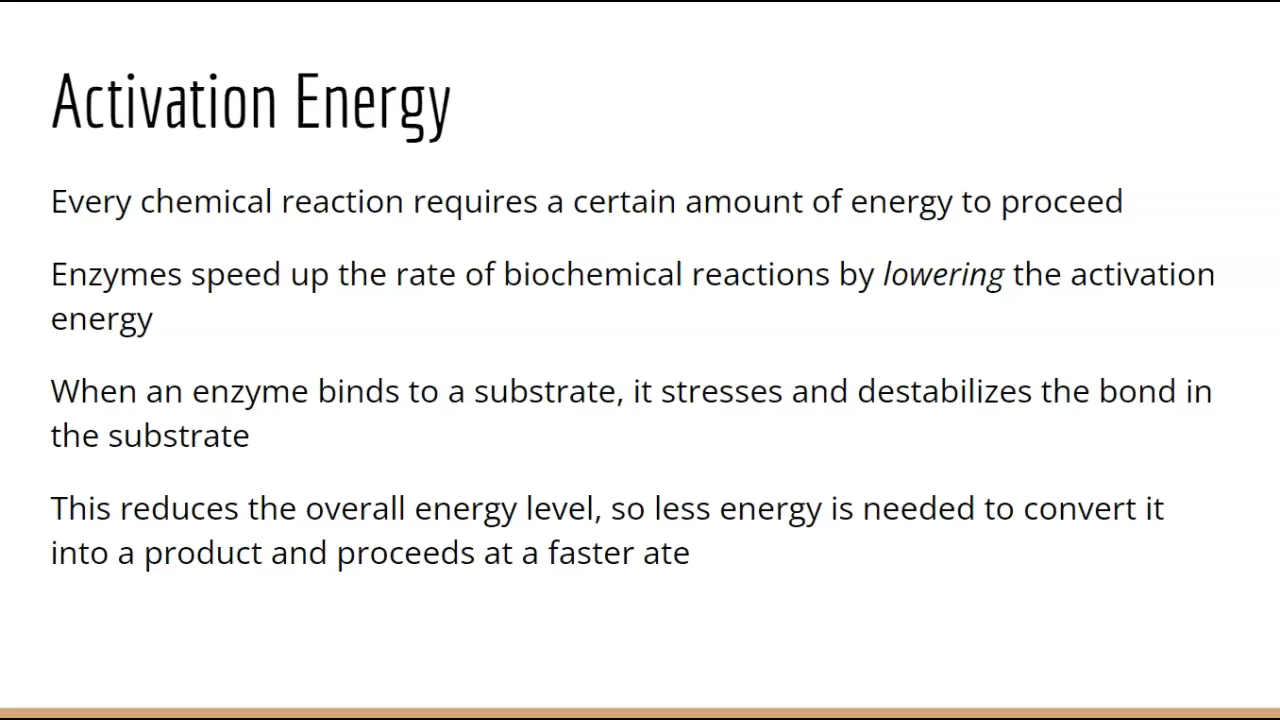 Activation Energy
Every chemical reaction requires a certain amount of energy to proceed
Enzymes speed up the rate of biochemical reactions by lowering the activation
energy
When an enzyme binds to a substrate, it stresses and destabilizes the bond in
the substrate
This reduces the overall energy level, so less energy is needed to convert it
into a product and proceeds at a faster ate